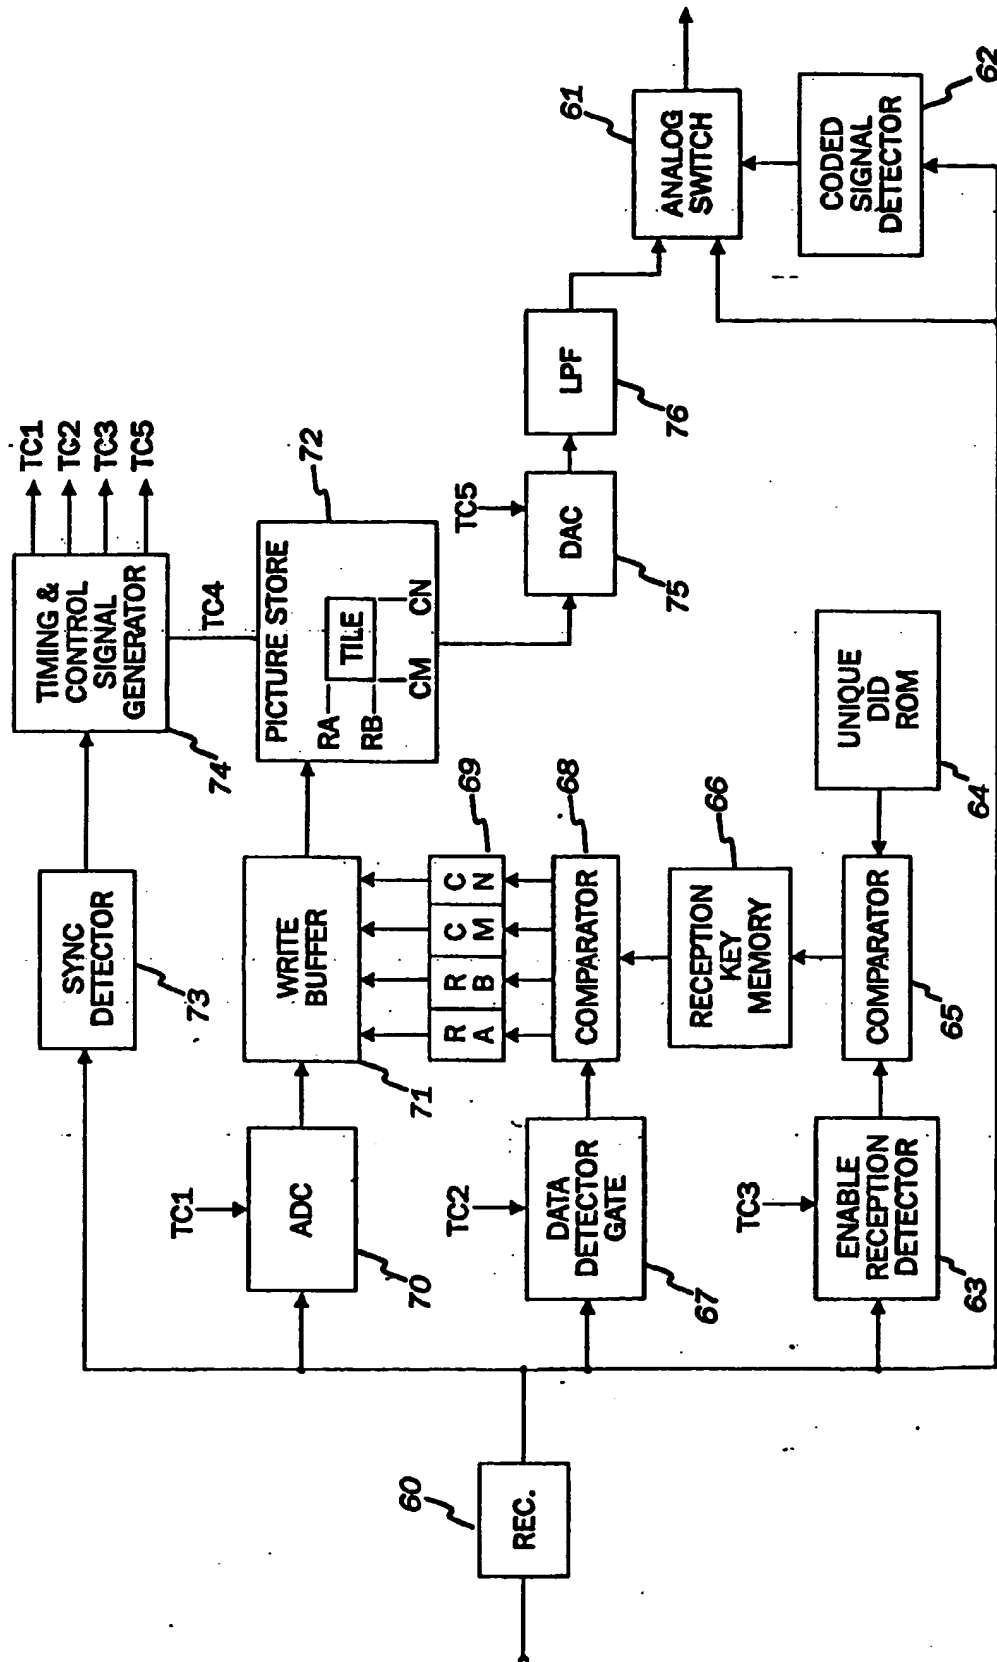 60
REC.
SYNC
DETECTOR
73
TIMING &
CONTROL
SIGNAL
GENERATOR
74
TC1
TC2
TC3
TC5
TC4
TC1
ADC
70
WRITE
BUFFER
71
PICTURE STORE
72
RA
RB
TILE
CM
CN
R
A
R
B
C
M
C
N
69
TC2
DATA
DETECTOR
GATE
67
COMPARATOR
68
RECEPTION
KEY
MEMORY
66
TC3
ENABLE
RECEPTION
DETECTOR
63
COMPARATOR
65
UNIQUE
DID
ROM
64
TC5
DAC
75
LPF
76
ANALOG
SWITCH
61
CODED
SIGNAL
DETECTOR
62